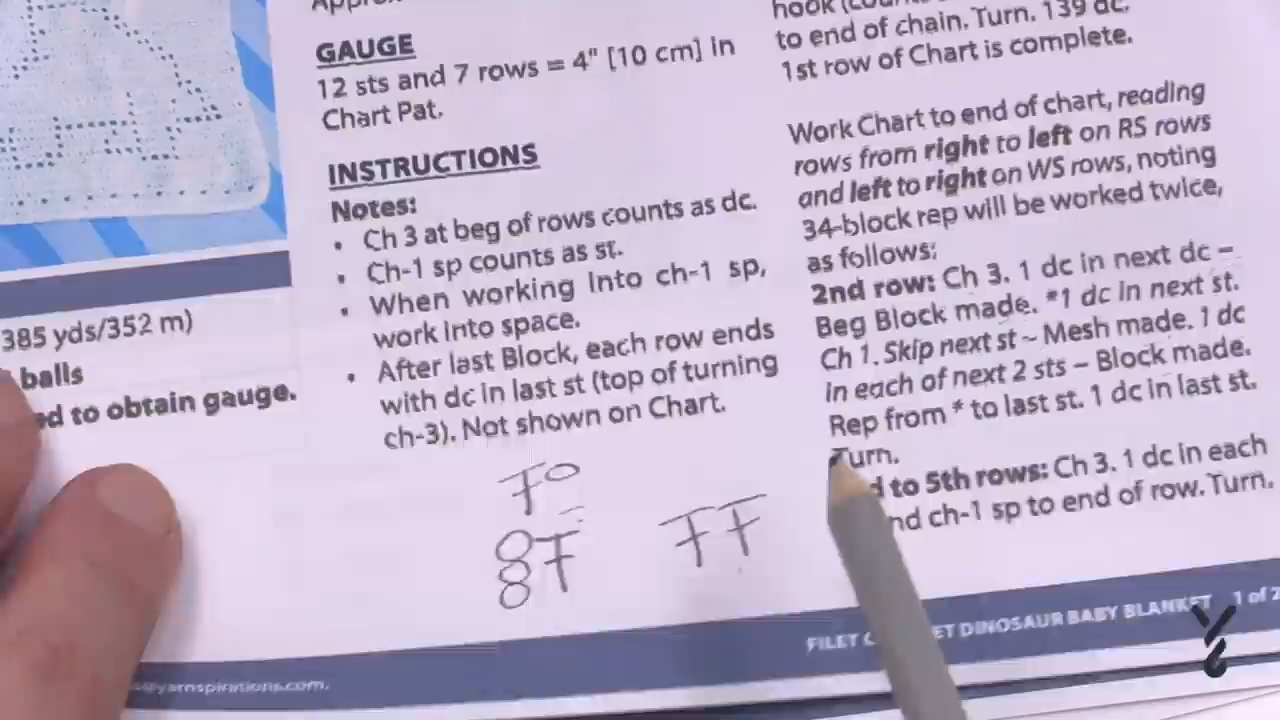 GAUGE
12 sts and 7 rows = 4" [10 cm] in
Chart Pat.
INSTRUCTIONS
Notes:
• Ch 3 at beg of rows counts as dc.
• Ch-1 sp counts as st.
• When working into ch-1 sp,
work into space.
• After last Block, each row ends
with dc in last st (top of turning
ch-3). Not shown on Chart.
385 yds/352 m)
balls
to obtain gauge.
to end of chain. Turn. 139 dc.
1st row of Chart is complete.
Work Chart to end of chart, reading
rows from right to left on RS rows
and left to right on WS rows, noting
34-block rep will be worked twice,
as follows:
2nd row: Ch 3. 1 dc in next dc –
Beg Block made. *1 dc in next st.
Ch 1. Skip next st – Mesh made. 1 dc
in each of next 2 sts – Block made.
Rep from * to last st. 1 dc in last st.
Turn.
to 5th rows: Ch 3. 1 dc in each
ch-1 sp to end of row. Turn.
FILET DINOSAUR BABY BLANKET 1 of 2
yarnspirations.com.